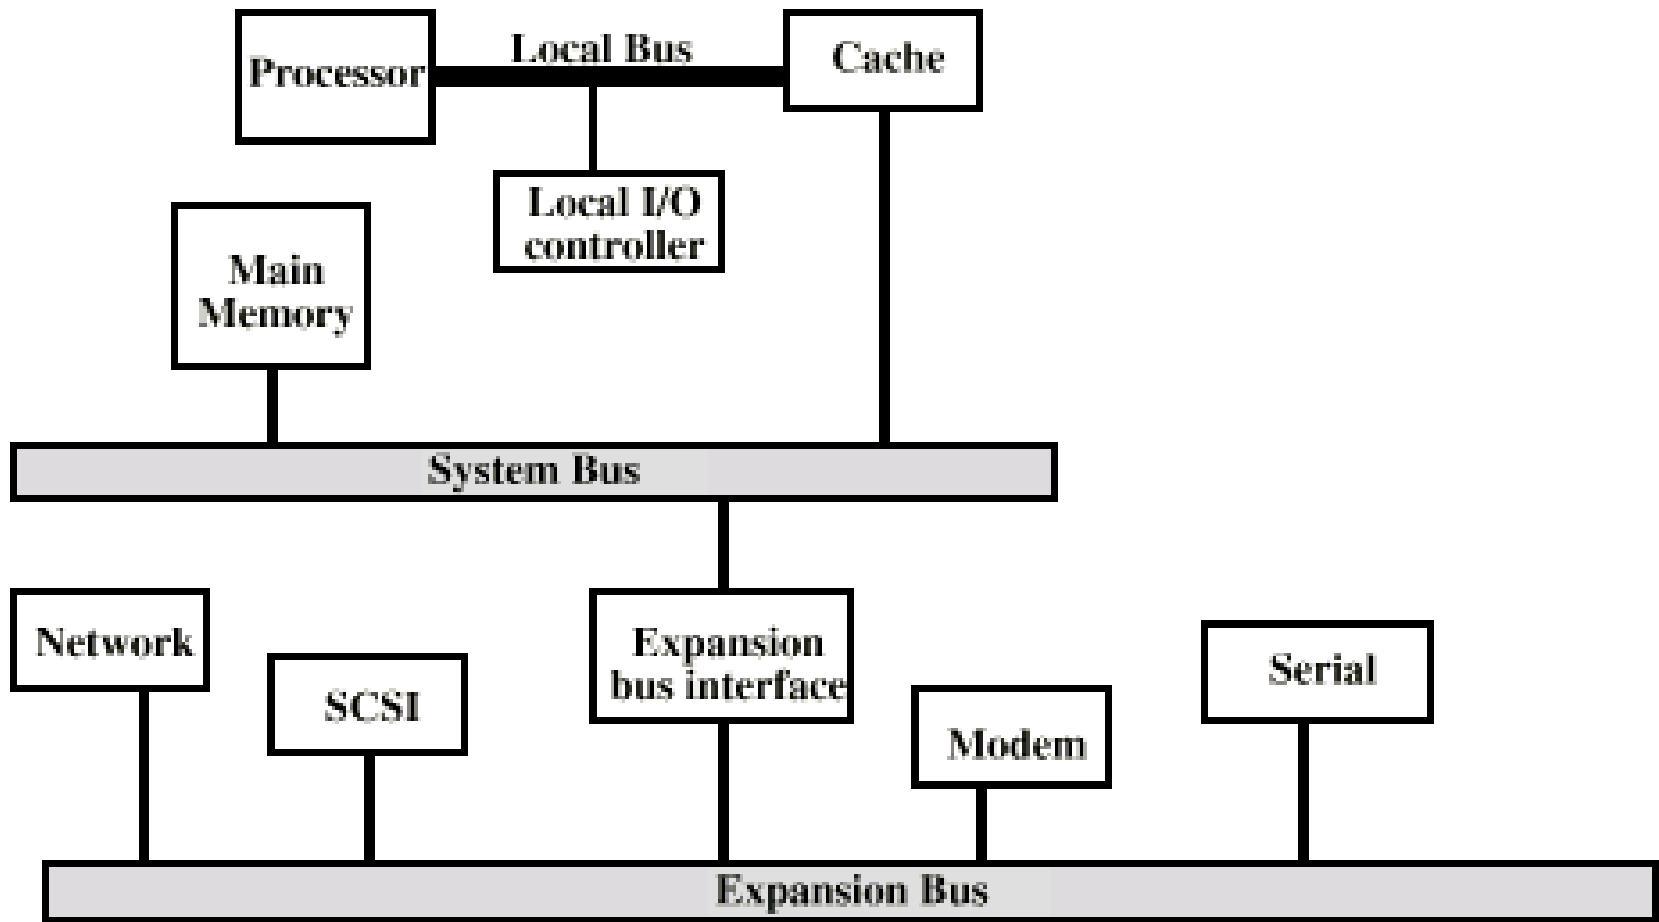 Local Bus
Processor
Cache
Local I/O
controller
Main
Memory
System Bus
Network
SCSI
Expansion
bus interface
Modem
Serial
Expansion Bus